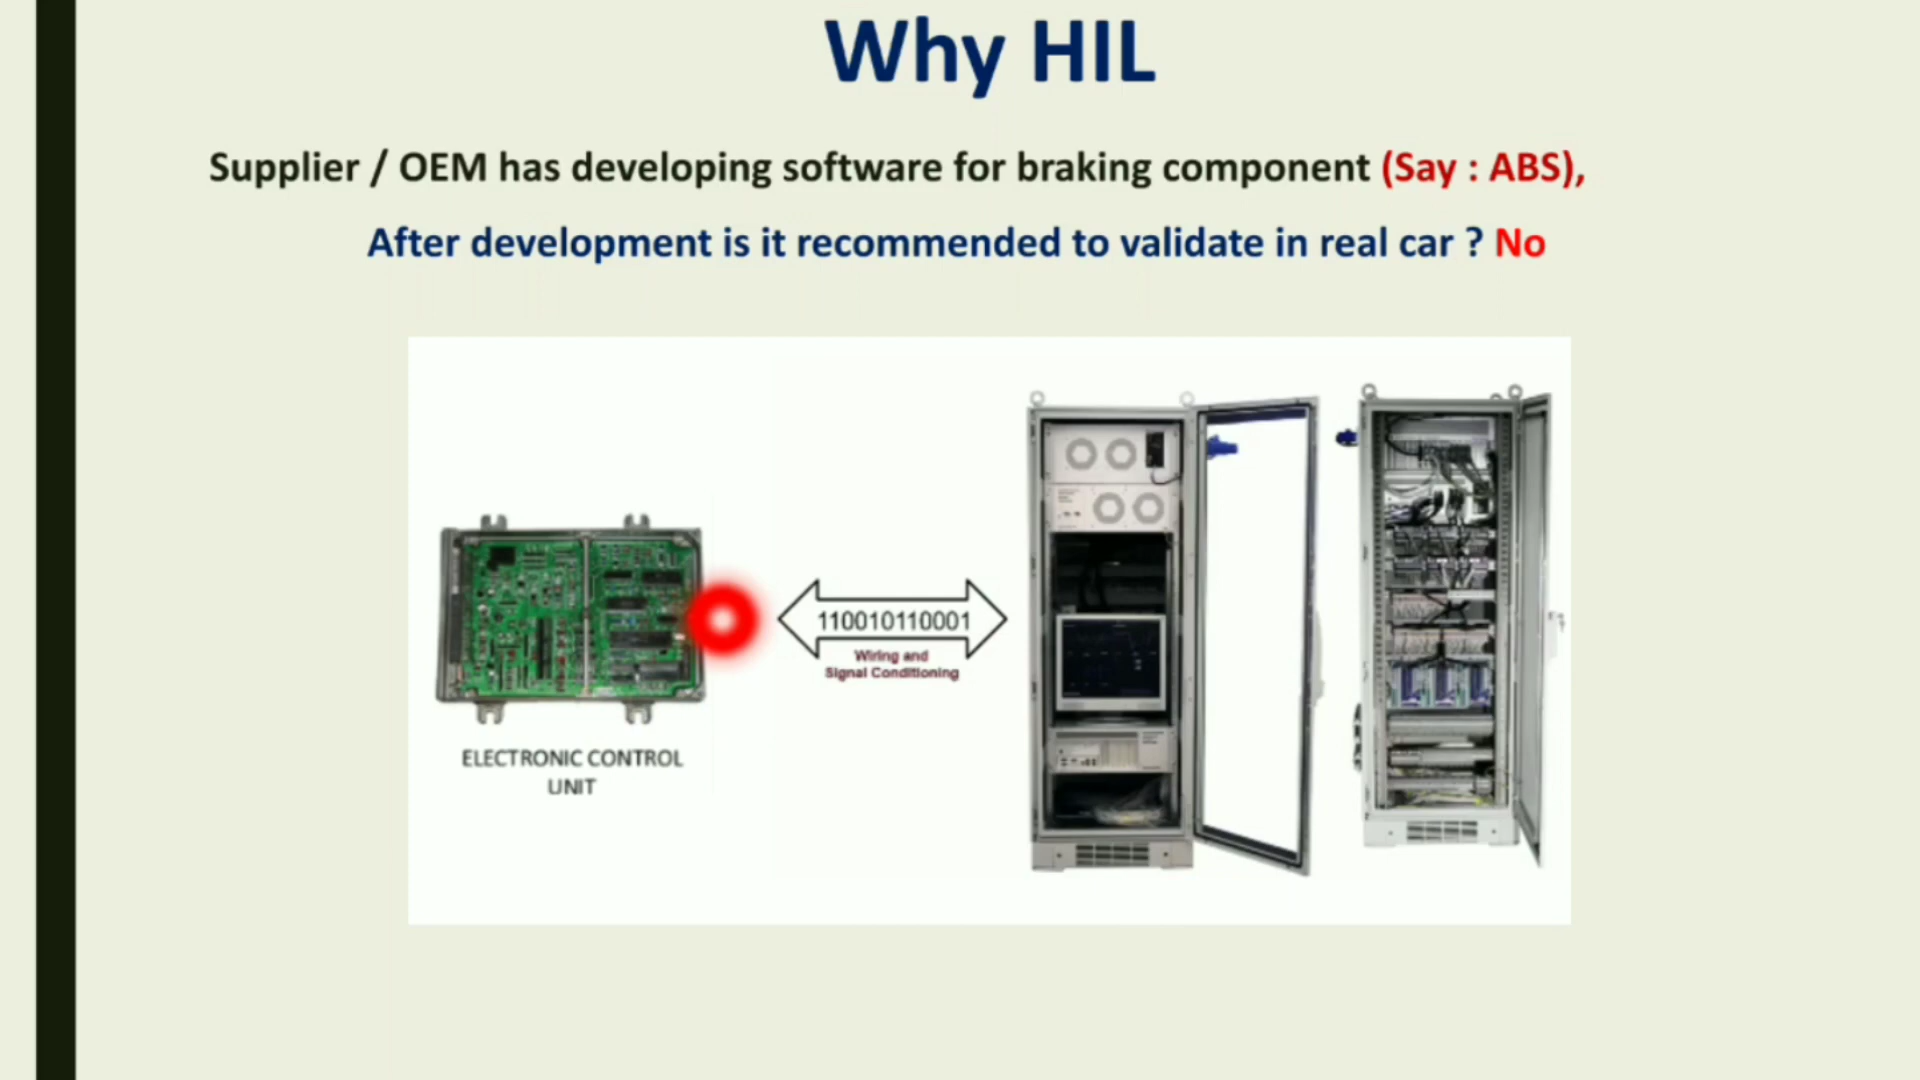 Why HIL
Supplier / OEM has developing software for braking component (Say : ABS),
After development is it recommended to validate in real car ? No
110010110001
Wiring and
Signal Conditioning
ELECTRONIC CONTROL
UNIT